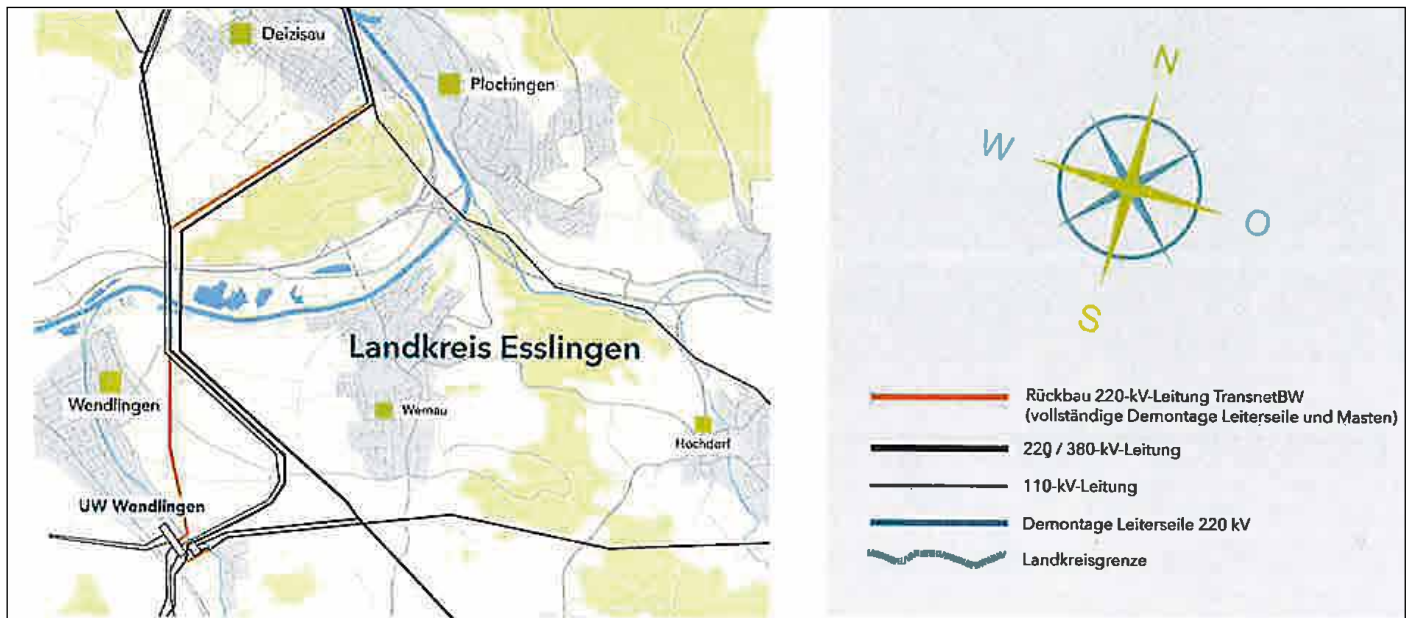 Deizisau
Plochingen
Landkreis Esslingen
Wendlingen
Wernau
Hochdorf
UW Wendlingen
N
W
O
S
Rückbau 220-kV-Leitung TransnetBW
(vollständige Demontage Leiterseile und Masten)
220 / 380-kV-Leitung
110-kV-Leitung
Demontage Leiterseile 220 kV
Landkreisgrenze